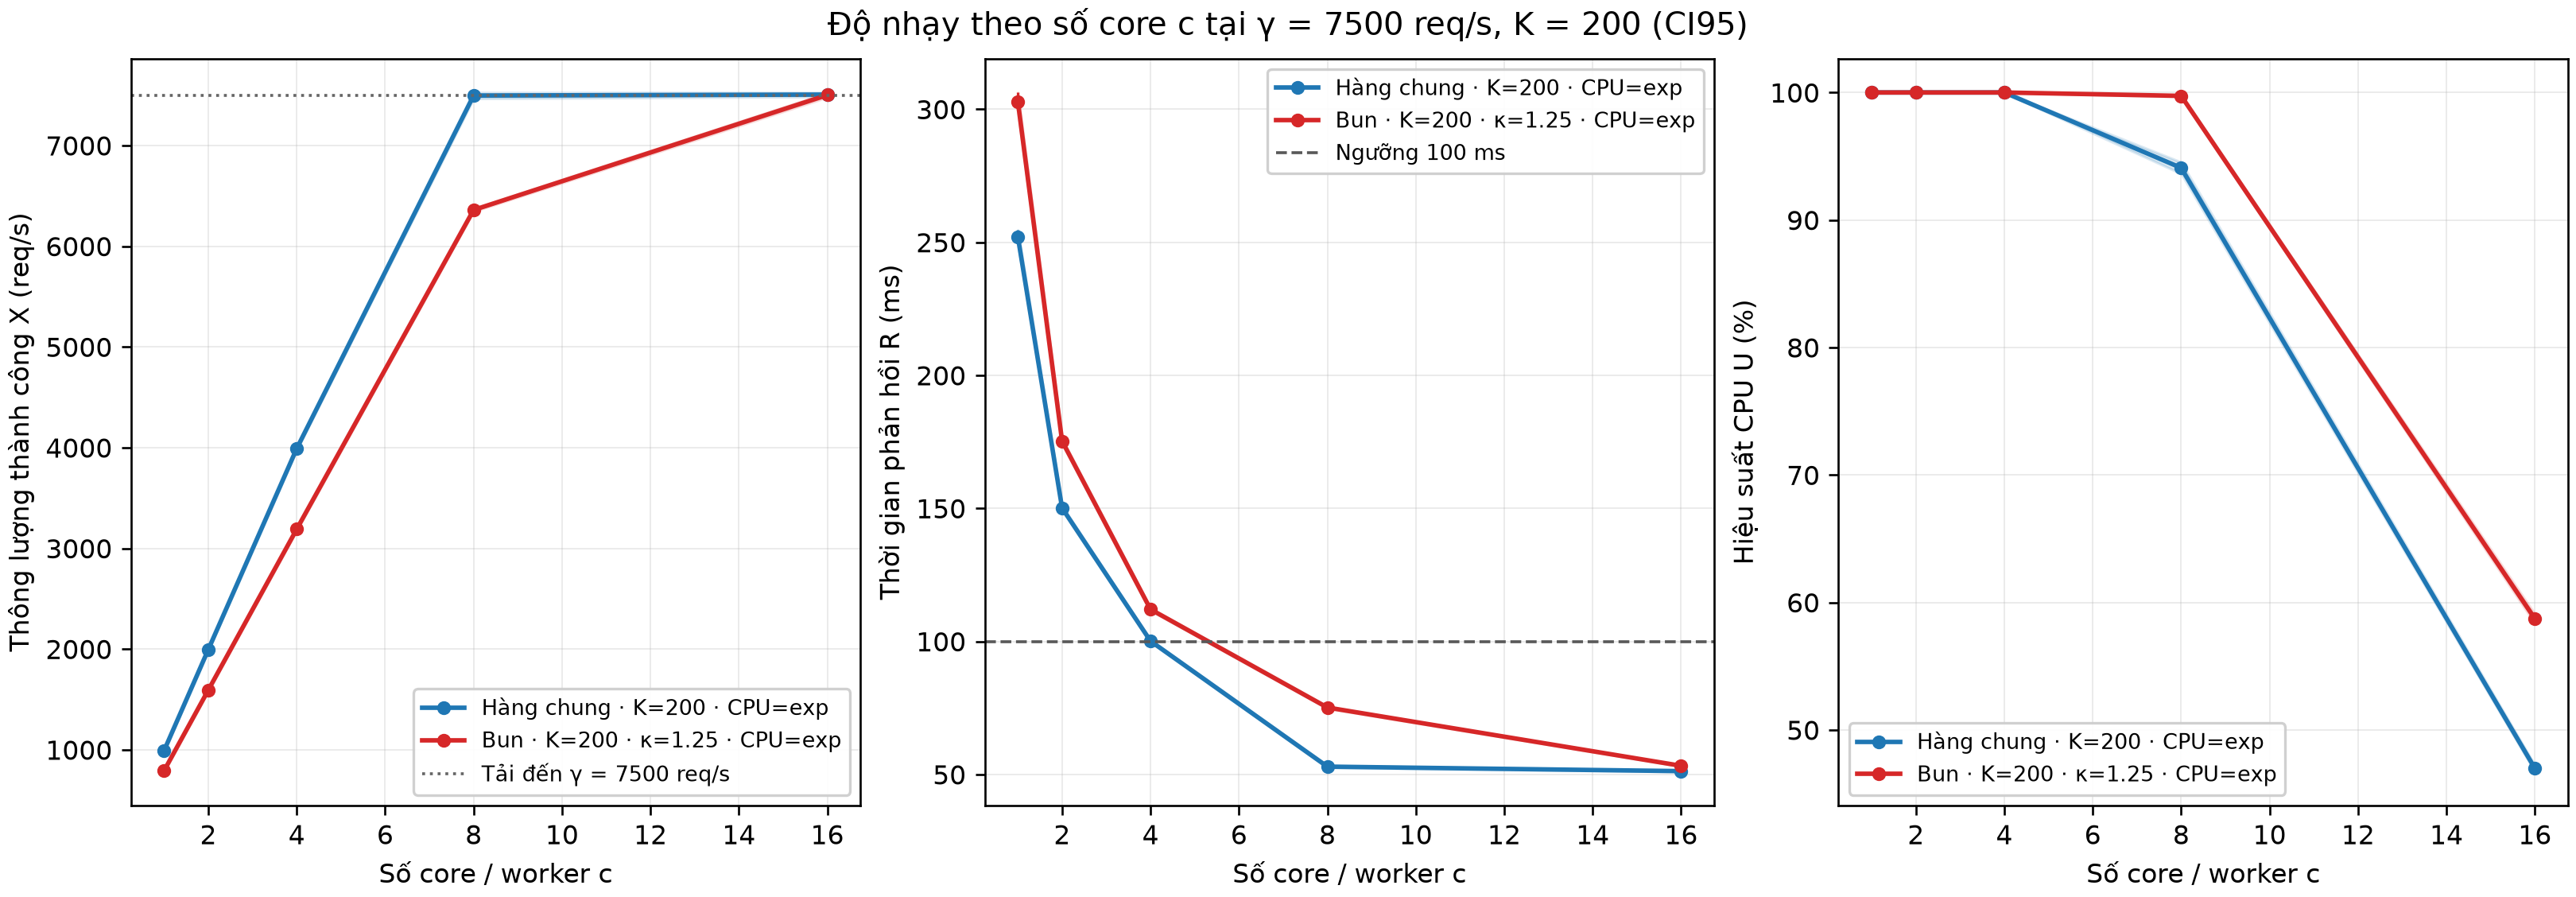 Độ nhạy theo số core c tại γ = 7500 req/s, K = 200 (CI95)
Thông lượng thành công X (req/s)
7000
6000
5000
4000
3000
2000
1000
Hàng chung · K=200 · CPU=exp
Bun · K=200 · κ=1.25 · CPU=exp
Tải đến γ = 7500 req/s
2 4 6 8 10 12 14 16
Số core / worker c
Thời gian phản hồi R (ms)
300
250
200
150
100
50
Hàng chung · K=200 · CPU=exp
Bun · K=200 · κ=1.25 · CPU=exp
Ngưỡng 100 ms
2 4 6 8 10 12 14 16
Số core / worker c
Hiệu suất CPU U (%)
100
90
80
70
60
50
Hàng chung · K=200 · CPU=exp
Bun · K=200 · κ=1.25 · CPU=exp
2 4 6 8 10 12 14 16
Số core / worker c